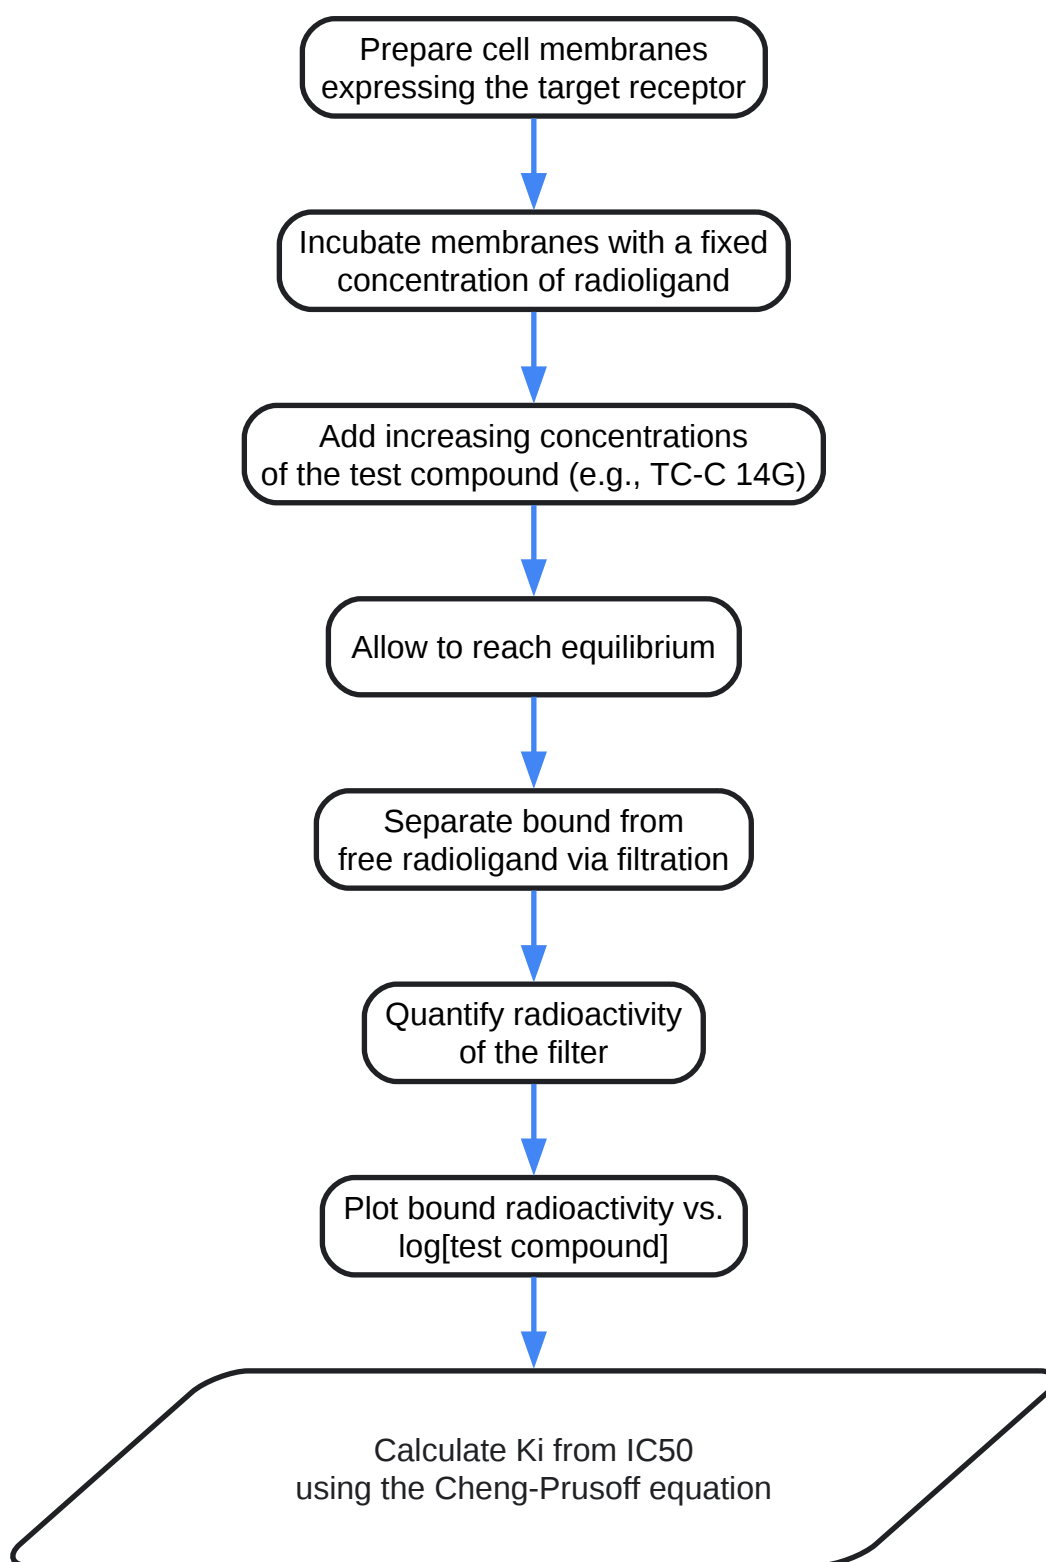 Prepare cell membranes
expressing the target receptor
Incubate membranes with a fixed
concentration of radioligand
Add increasing concentrations
of the test compound (e.g., TC-C 14G)
Allow to reach equilibrium
Separate bound from
free radioligand via filtration
Quantify radioactivity
of the filter
Plot bound radioactivity vs.
log[test compound]
Calculate Ki from IC50
using the Cheng-Prusoff equation